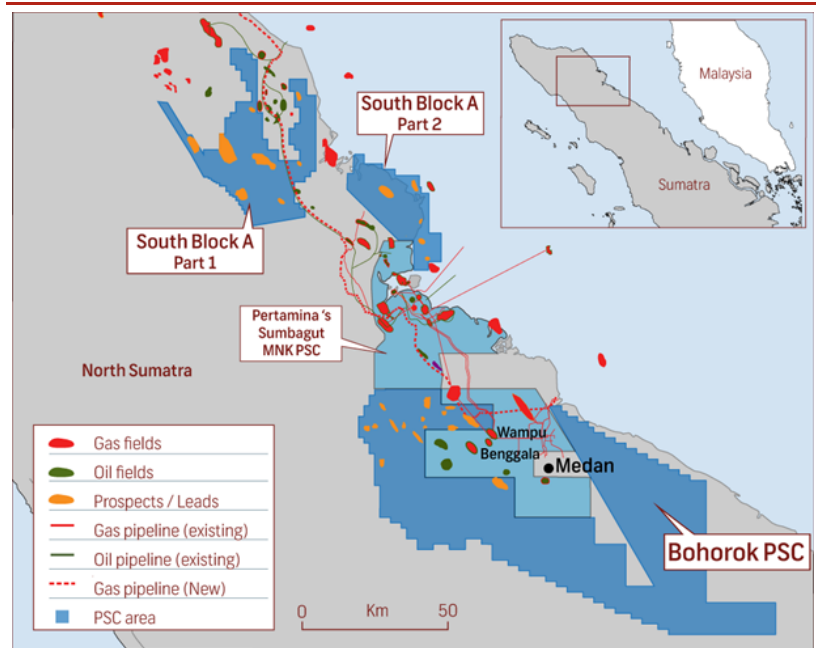 Malaysia
Sumatra
South Block A
Part 2
South Block A
Part 1
Pertamina 's
Sumbagut
MNK PSC
North Sumatra
Wampu
Benggala
Medan
Bohorok PSC
Gas fields
Oil fields
Prospects / Leads
Gas pipeline (existing)
Oil pipeline (existing)
Gas pipeline (New)
PSC area
Km
0 50